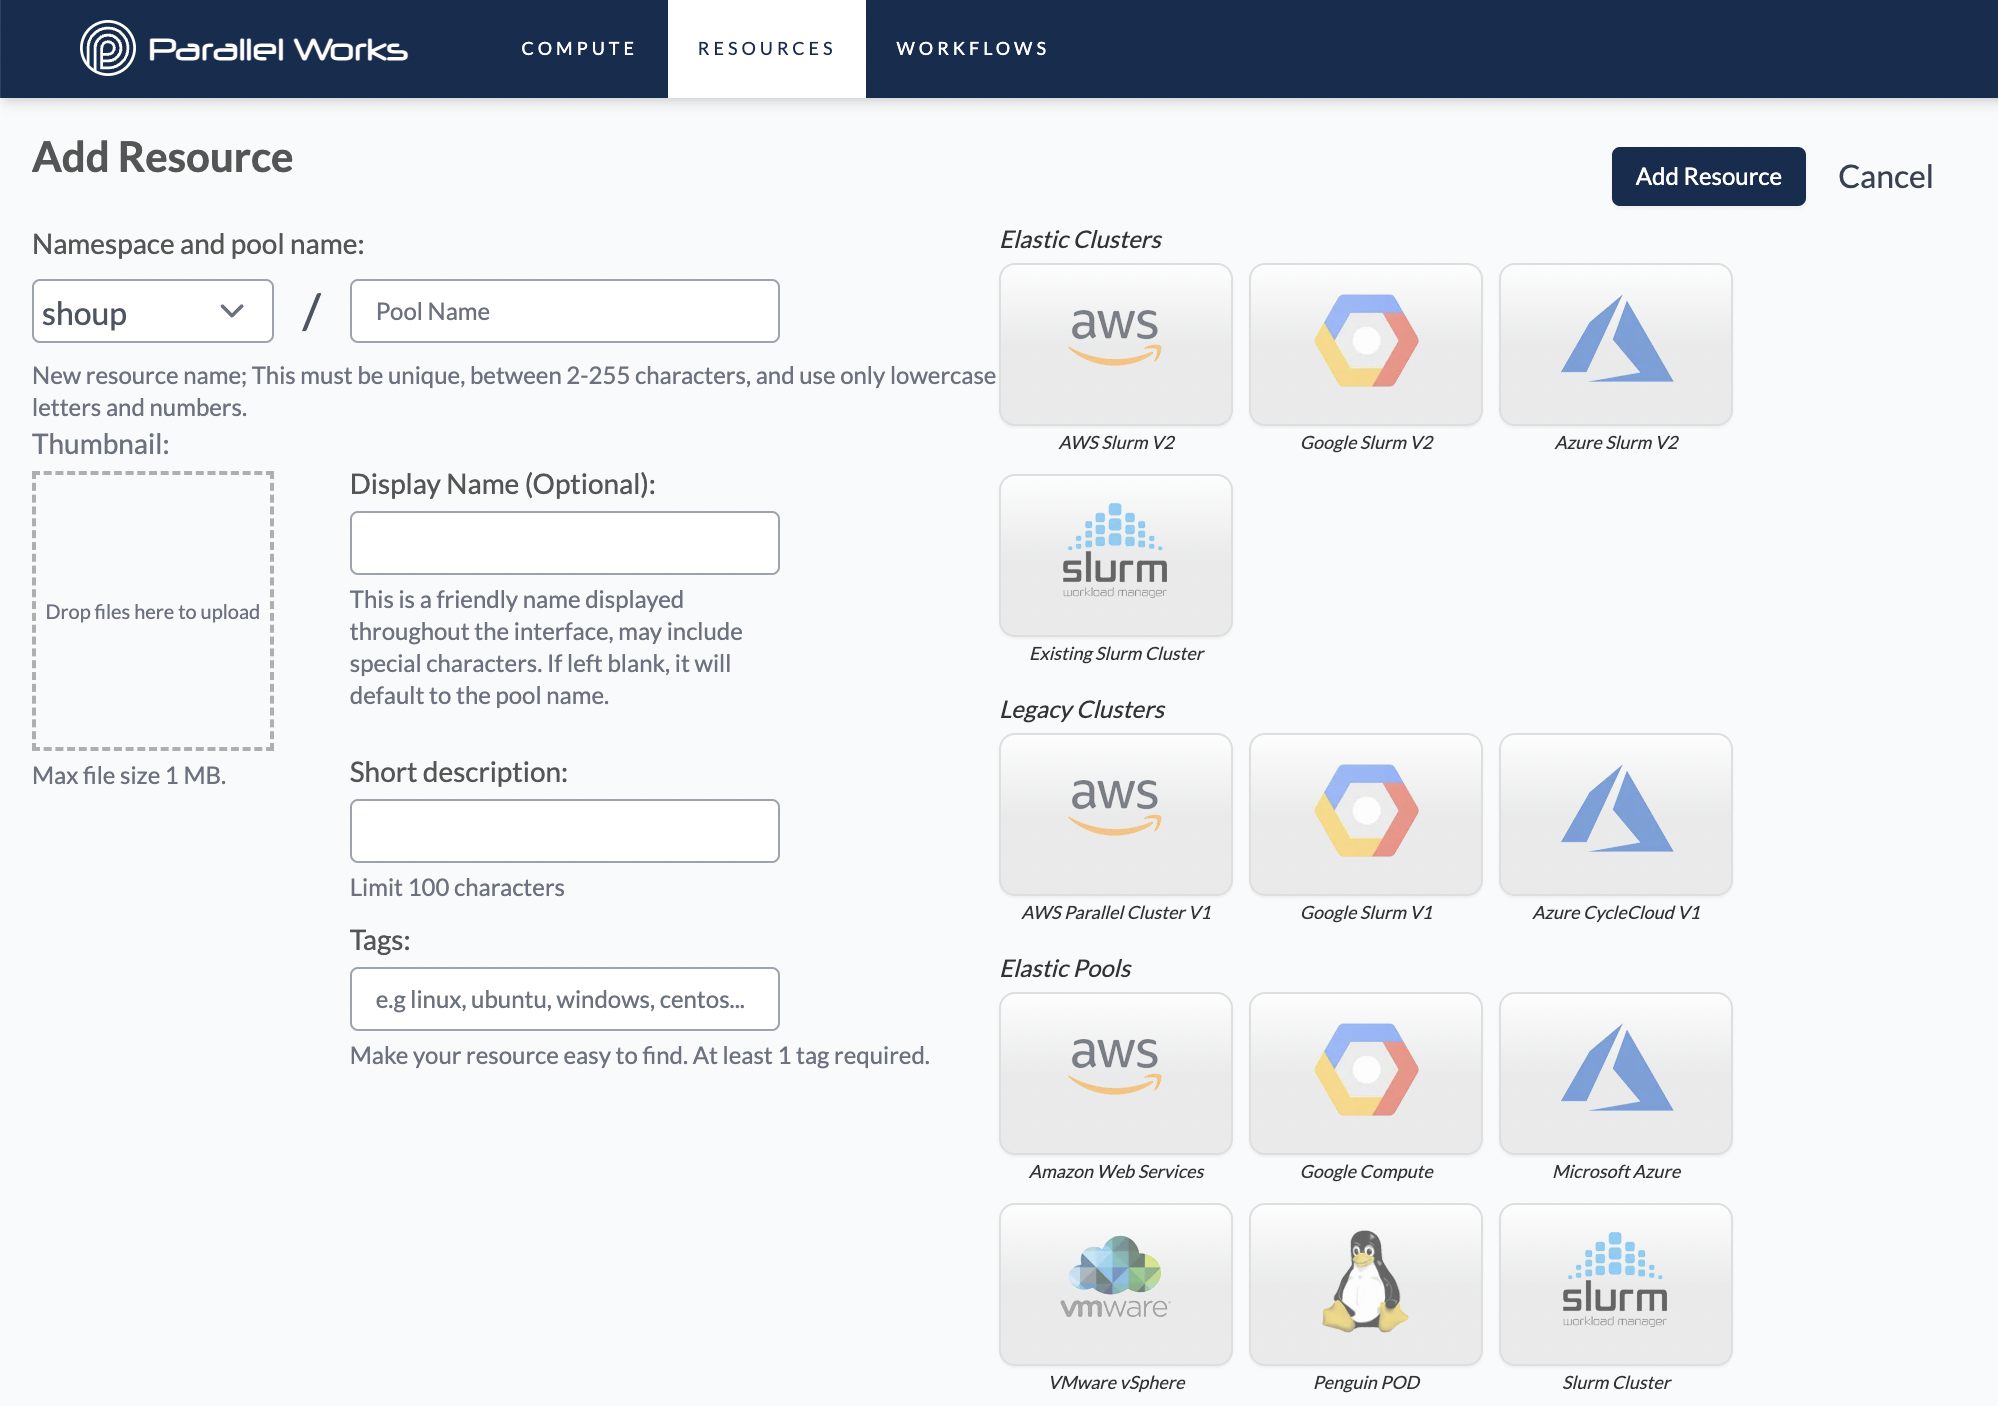 Parallel Works
COMPUTE
RESOURCES
WORKFLOWS
Add Resource
Add Resource
Cancel
Namespace and pool name:
shoup
/
Pool Name
New resource name; This must be unique, between 2-255 characters, and use only lowercase
letters and numbers.
Thumbnail:
Drop files here to upload
Max file size 1 MB.
Display Name (Optional):
This is a friendly name displayed
throughout the interface, may include
special characters. If left blank, it will
default to the pool name.
Short description:
Limit 100 characters
Tags:
e.g linux, ubuntu, windows, centos...
Make your resource easy to find. At least 1 tag required.
Elastic Clusters
aws
AWS Slurm V2
Google Slurm V2
Azure Slurm V2
slurm
workload manager
Existing Slurm Cluster
Legacy Clusters
aws
AWS Parallel Cluster V1
Google Slurm V1
Azure CycleCloud V1
Elastic Pools
aws
Amazon Web Services
Google Compute
Microsoft Azure
vmware
VMware vSphere
Penguin POD
slurm
workload manager
Slurm Cluster